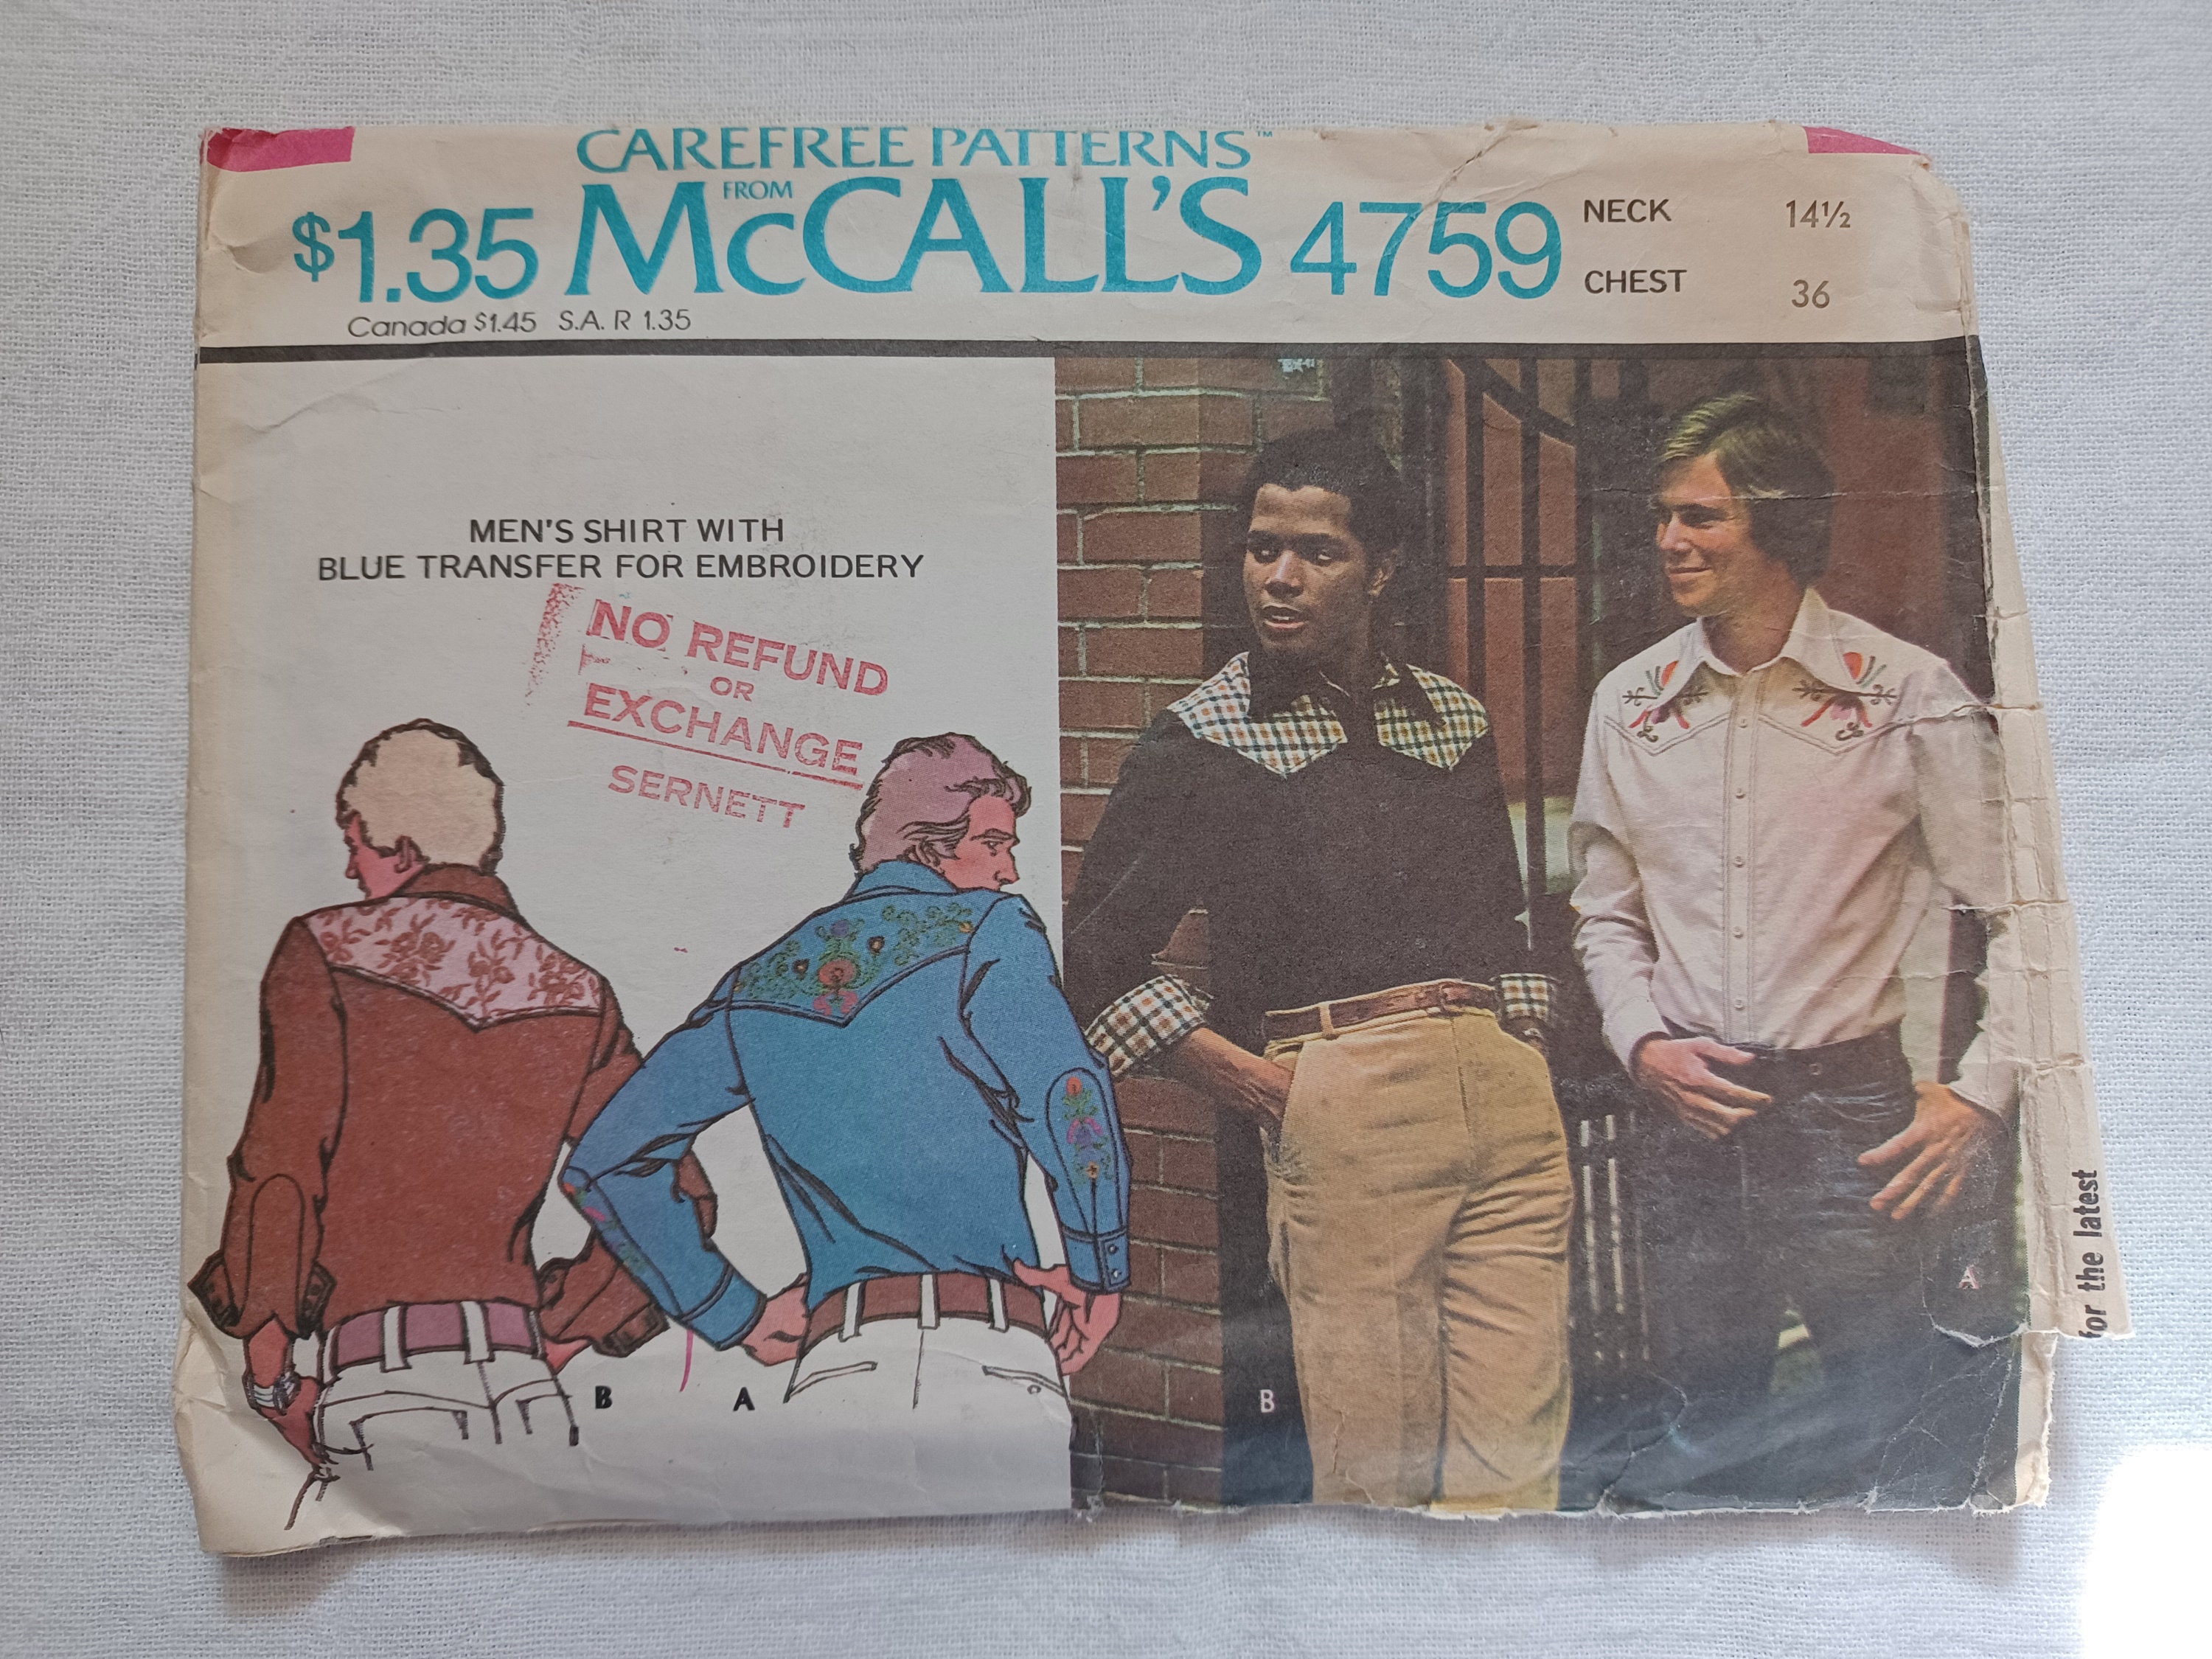 CAREFREE PATTERNS™
FROM
$1.35 McCALL'S 4759
Canada $1.45 S.A. R 1.35
NECK 14½
CHEST 36
MEN'S SHIRT WITH
BLUE TRANSFER FOR EMBROIDERY
NO REFUND
OR
EXCHANGE
SERNETT
B A
B
A
for the latest